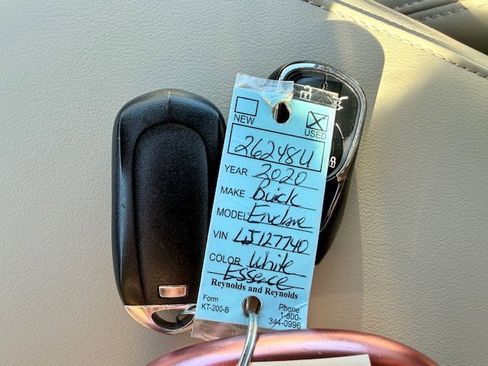 NEW USED
26248U
YEAR 2020
MAKE Buick
MODEL Enclave
VIN LJ127740
COLOR White
Essence
Reynolds and Reynolds
Form Phone
KT-200-B 1-800-
344-0996